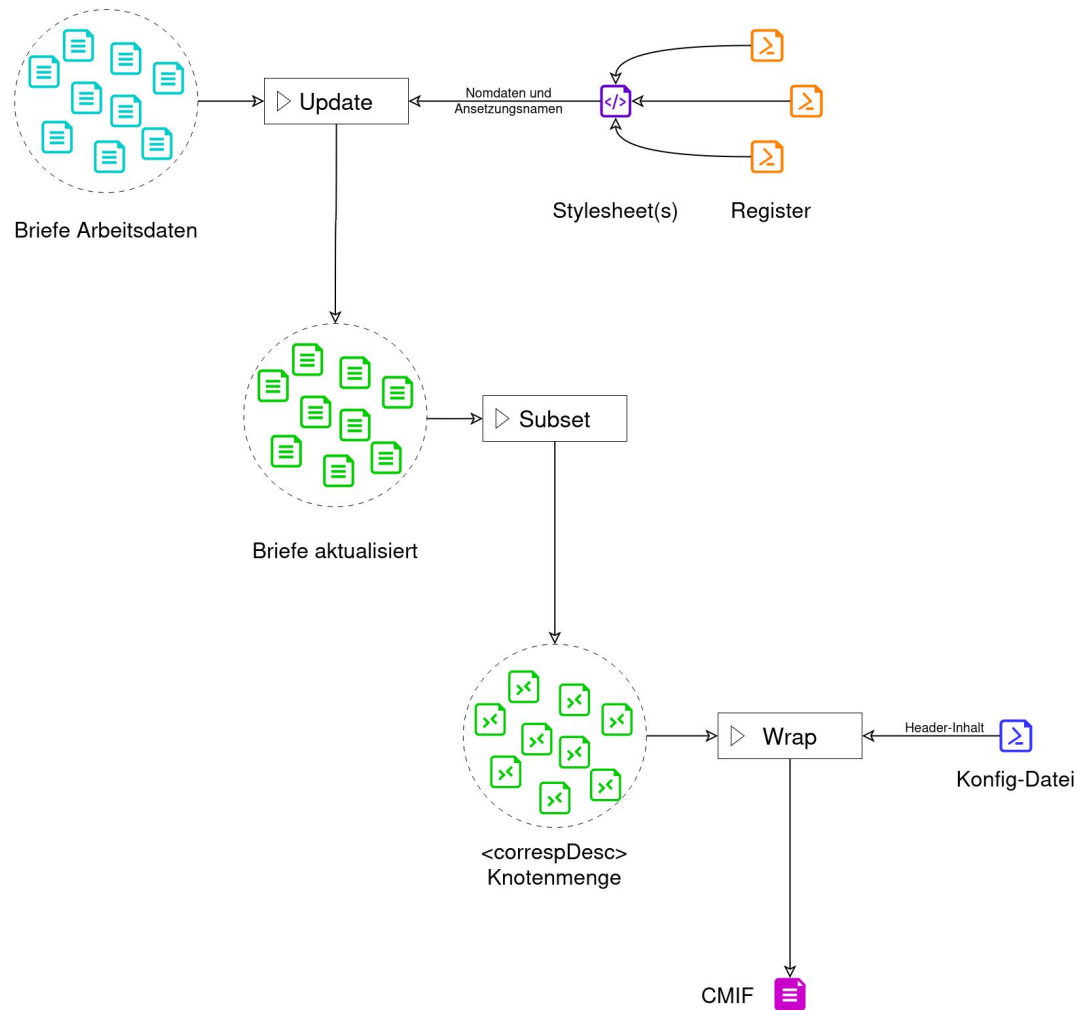 Update
Nomdaten und
Ansetzungsnamen
</>
Stylesheet(s)
Register
Briefe Arbeitsdaten
Subset
Briefe aktualisiert
Wrap
Header-Inhalt
Konfig-Datei
<correspDesc>
Knotenmenge
CMIF